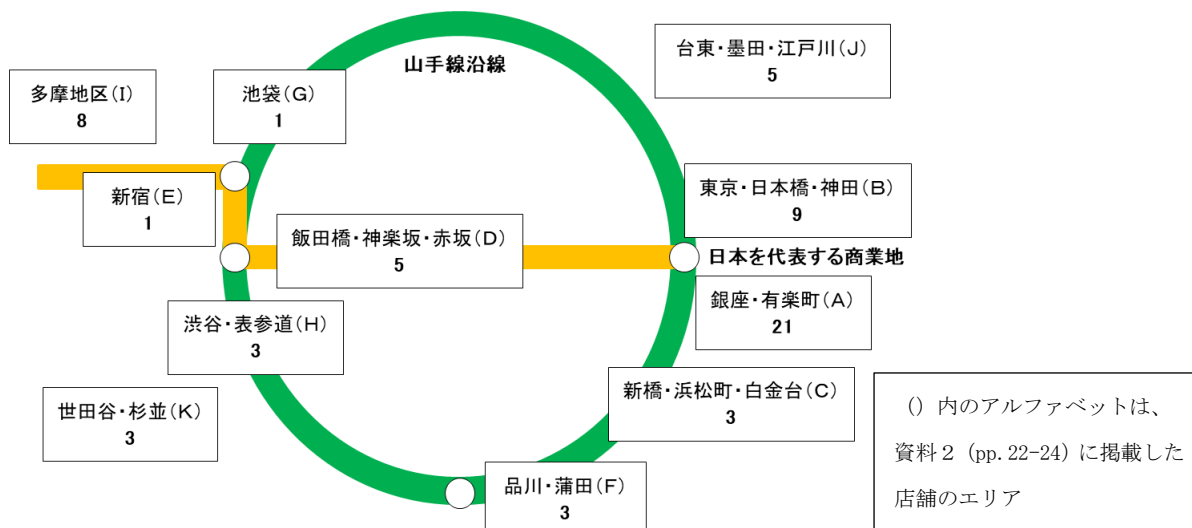 山手線沿線
台東・墨田・江戸川(J)
5
多摩地区(I)
8
池袋(G)
1
新宿(E)
1
飯田橋・神楽坂・赤坂(D)
5
東京・日本橋・神田(B)
9
日本を代表する商業地
銀座・有楽町(A)
21
渋谷・表参道(H)
3
新橋・浜松町・白金台(C)
3
世田谷・杉並(K)
3
品川・蒲田(F)
3
()内のアルファベットは、
資料2(pp.22-24)に掲載した
店舗のエリア